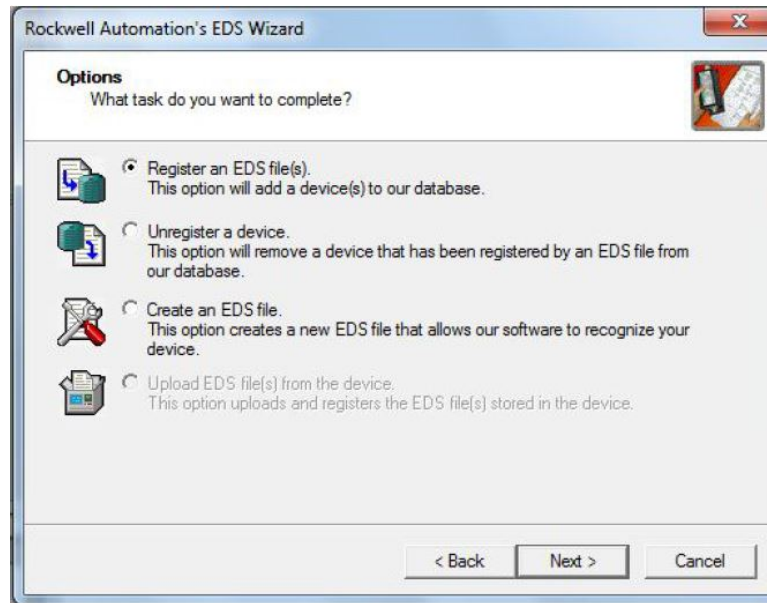 Rockwell Automation's EDS Wizard
Options
What task do you want to complete?
Register an EDS file(s).
This option will add a device(s) to our database.
Unregister a device.
This option will remove a device that has been registered by an EDS file from
our database.
Create an EDS file.
This option creates a new EDS file that allows our software to recognize your
device.
Upload EDS file(s) from the device.
This option uploads and registers the EDS file(s) stored in the device.
< Back
Next >
Cancel